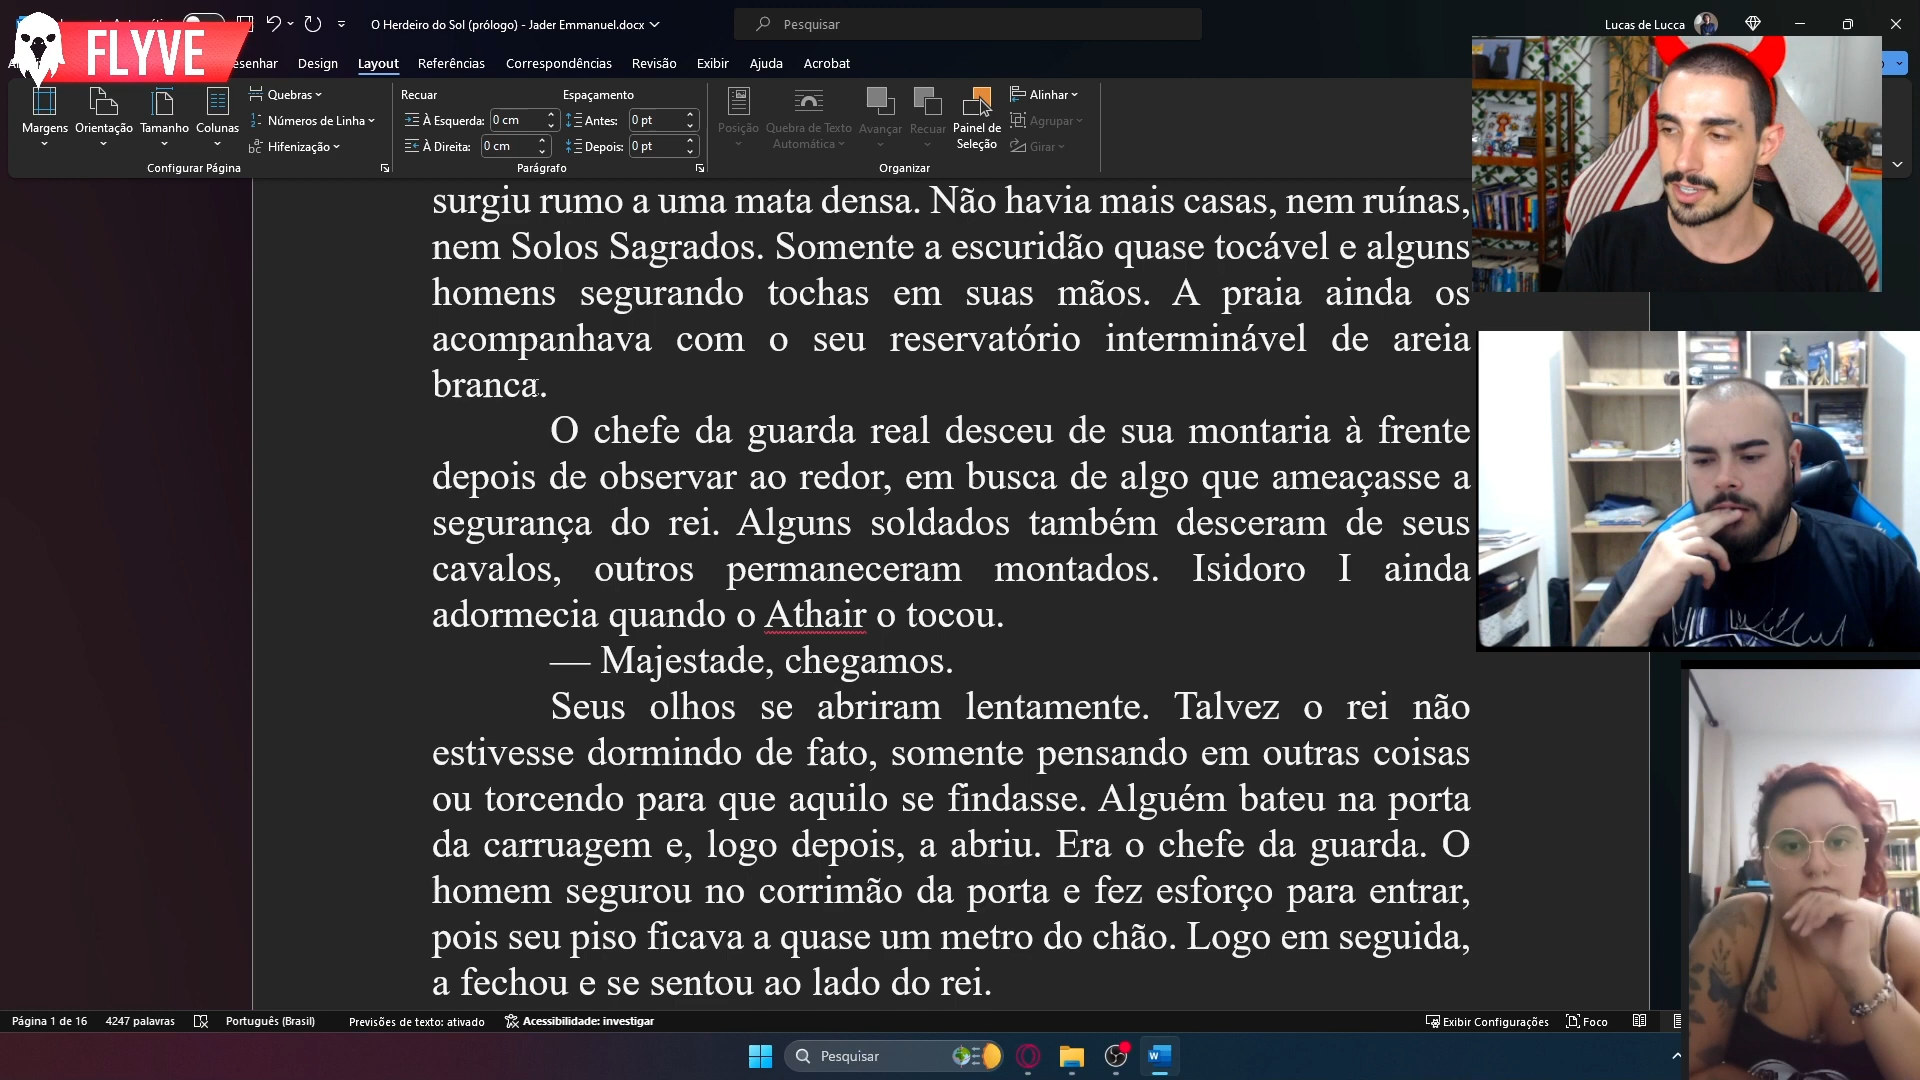 FLYVE
O Herdeiro do Sol (prólogo) - Jader Emmanuel.docx
Pesquisar
Lucas de Lucca
Design
Layout
Referências
Correspondências
Revisão
Exibir
Ajuda
Acrobat
Margens
Orientação
Tamanho
Colunas
Quebras
Números de Linha
Hifenização
Configurar Página
Recuar
À Esquerda: 0 cm
À Direita: 0 cm
Espaçamento
Antes: 0 pt
Depois: 0 pt
Parágrafo
Posição
Quebra de Texto Automática
Avançar
Recuar
Painel de Seleção
Alinhar
Agrupar
Girar
Organizar
surgiu rumo a uma mata densa. Não havia mais casas, nem ruínas,
nem Solos Sagrados. Somente a escuridão quase tocável e alguns
homens segurando tochas em suas mãos. A praia ainda os
acompanhava com o seu reservatório interminável de areia
branca.
O chefe da guarda real desceu de sua montaria à frente
depois de observar ao redor, em busca de algo que ameaçasse a
segurança do rei. Alguns soldados também desceram de seus
cavalos, outros permaneceram montados. Isidoro I ainda
adormecia quando o Athair o tocou.
— Majestade, chegamos.
Seus olhos se abriram lentamente. Talvez o rei não
estivesse dormindo de fato, somente pensando em outras coisas
ou torcendo para que aquilo se findasse. Alguém bateu na porta
da carruagem e, logo depois, a abriu. Era o chefe da guarda. O
homem segurou no corrimão da porta e fez esforço para entrar,
pois seu piso ficava a quase um metro do chão. Logo em seguida,
a fechou e se sentou ao lado do rei.
Página 1 de 16
4247 palavras
Português (Brasil)
Previsões de texto: ativado
Acessibilidade: investigar
Exibir Configurações
Foco
Pesquisar